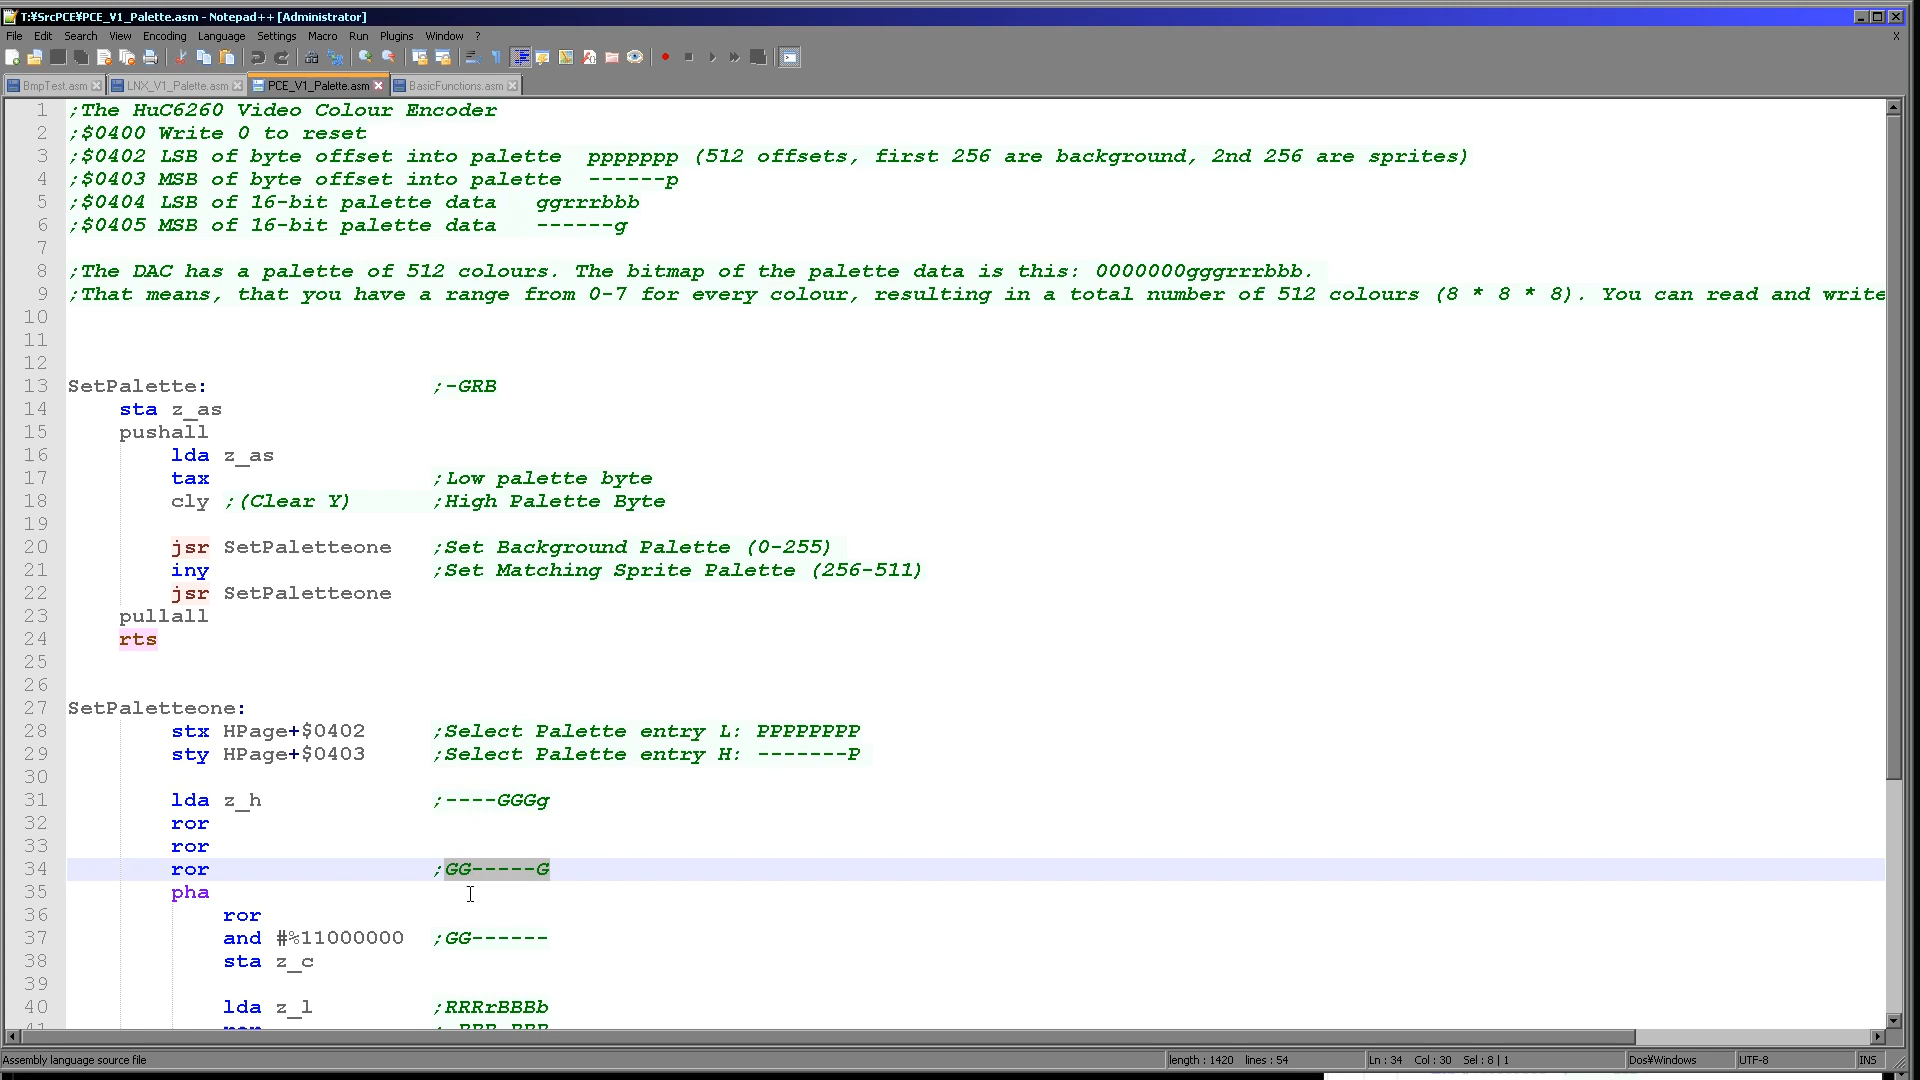 T:¥SrcPCE¥PCE_V1_Palette.asm - Notepad++ [Administrator]
File Edit Search View Encoding Language Settings Macro Run Plugins Window ?
X
BmpTest.asm LNX_V1_Palette.asm PCE_V1_Palette.asm BasicFunctions.asm
1 ;The HuC6260 Video Colour Encoder
2 ;$0400 Write 0 to reset
3 ;$0402 LSB of byte offset into palette ppppppp (512 offsets, first 256 are background, 2nd 256 are sprites)
4 ;$0403 MSB of byte offset into palette ------p
5 ;$0404 LSB of 16-bit palette data ggrrrbbb
6 ;$0405 MSB of 16-bit palette data ------g
7
8 ;The DAC has a palette of 512 colours. The bitmap of the palette data is this: 0000000gggrrrbbb.
9 ;That means, that you have a range from 0-7 for every colour, resulting in a total number of 512 colours (8 * 8 * 8). You can read and write
10
11
12
13 SetPalette: ;-GRB
14 sta z_as
15 pushall
16 lda z_as
17 tax ;Low palette byte
18 cly ;(Clear Y) ;High Palette Byte
19
20 jsr SetPaletteone ;Set Background Palette (0-255)
21 iny ;Set Matching Sprite Palette (256-511)
22 jsr SetPaletteone
23 pullall
24 rts
25
26
27 SetPaletteone:
28 stx HPage+$0402 ;Select Palette entry L: PPPPPPPP
29 sty HPage+$0403 ;Select Palette entry H: -------P
30
31 lda z_h ;----GGGg
32 ror
33 ror
34 ror ;GG-----G
35 pha
36 ror
37 and #%11000000 ;GG------
38 sta z_c
39
40 lda z_l ;RRRrBBBb
Assembly language source file length : 1420 lines : 54 Ln : 34 Col : 30 Sel : 8 | 1 Dos¥Windows UTF-8 INS